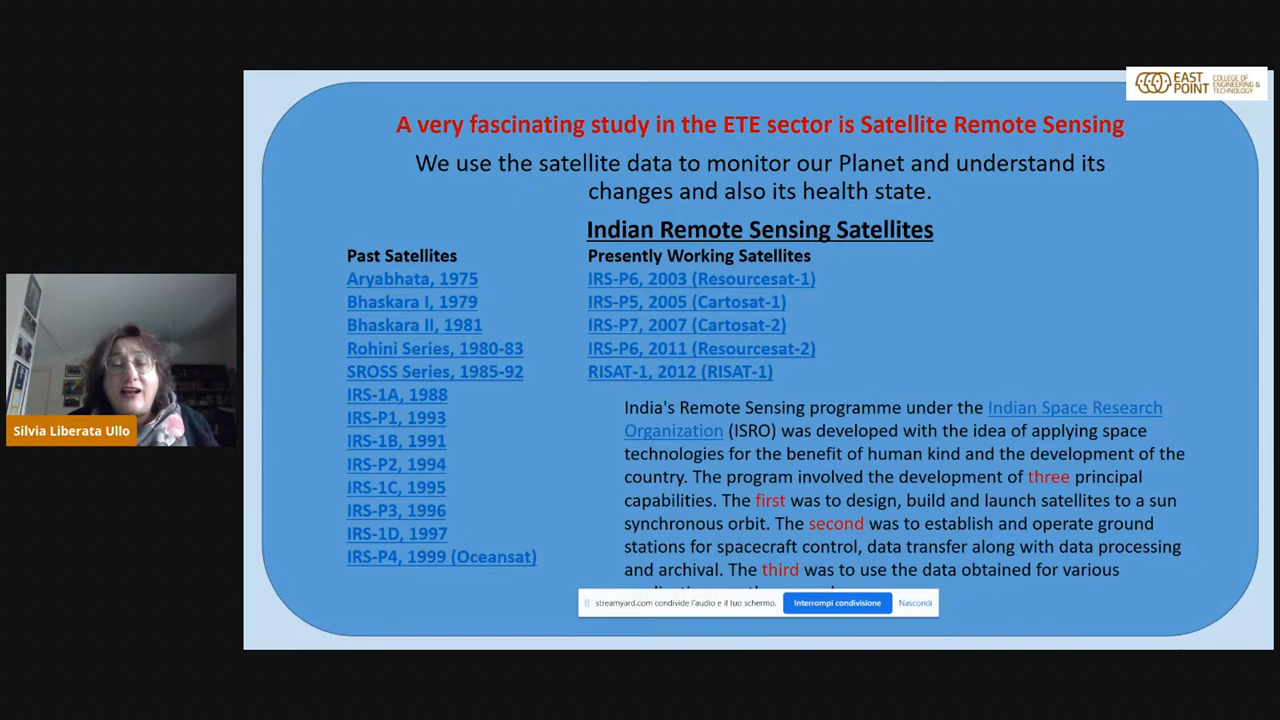 EAST
POINT
COLLEGE OF
ENGINEERING &
TECHNOLOGY
A very fascinating study in the ETE sector is Satellite Remote Sensing
We use the satellite data to monitor our Planet and understand its
changes and also its health state.
Indian Remote Sensing Satellites
Past Satellites
Aryabhata, 1975
Bhaskara I, 1979
Bhaskara II, 1981
Rohini Series, 1980-83
SROSS Series, 1985-92
IRS-1A, 1988
IRS-P1, 1993
IRS-1B, 1991
IRS-P2, 1994
IRS-1C, 1995
IRS-P3, 1996
IRS-1D, 1997
IRS-P4, 1999 (Oceansat)
Presently Working Satellites
IRS-P6, 2003 (Resourcesat-1)
IRS-P5, 2005 (Cartosat-1)
IRS-P7, 2007 (Cartosat-2)
IRS-P6, 2011 (Resourcesat-2)
RISAT-1, 2012 (RISAT-1)
India's Remote Sensing programme under the Indian Space Research
Organization (ISRO) was developed with the idea of applying space
technologies for the benefit of human kind and the development of the
country. The program involved the development of three principal
capabilities. The first was to design, build and launch satellites to a sun
synchronous orbit. The second was to establish and operate ground
stations for spacecraft control, data transfer along with data processing
and archival. The third was to use the data obtained for various
streamyard.com condivide l'audio e il tuo schermo.
Interrompi condivisione
Nascondi
Silvia Liberata Ullo